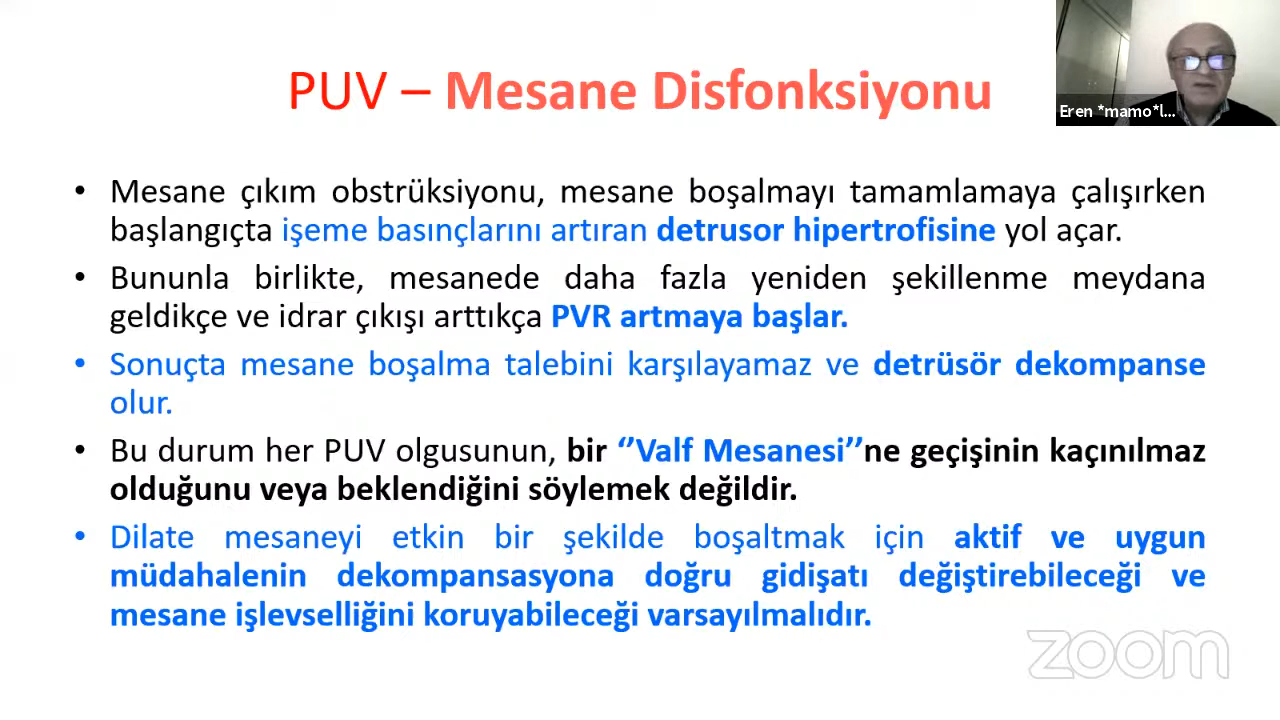 PUV – Mesane Disfonksiyonu
Eren *mamo*l...
• Mesane çıkım obstrüksiyonu, mesane boşalmayı tamamlamaya çalışırken
başlangıçta işeme basınçlarını artıran detrusor hipertrofisine yol açar.
• Bununla birlikte, mesanede daha fazla yeniden şekillenme meydana
geldikçe ve idrar çıkışı arttıkça PVR artmaya başlar.
• Sonuçta mesane boşalma talebini karşılayamaz ve detrüsör dekompanse
olur.
• Bu durum her PUV olgusunun, bir ‘’Valf Mesanesi’’ne geçişinin kaçınılmaz
olduğunu veya beklendiğini söylemek değildir.
• Dilate mesaneyi etkin bir şekilde boşaltmak için aktif ve uygun
müdahalenin dekompansasyona doğru gidişatı değiştirebileceği ve
mesane işlevselliğini koruyabileceği varsayılmalıdır.
zoom